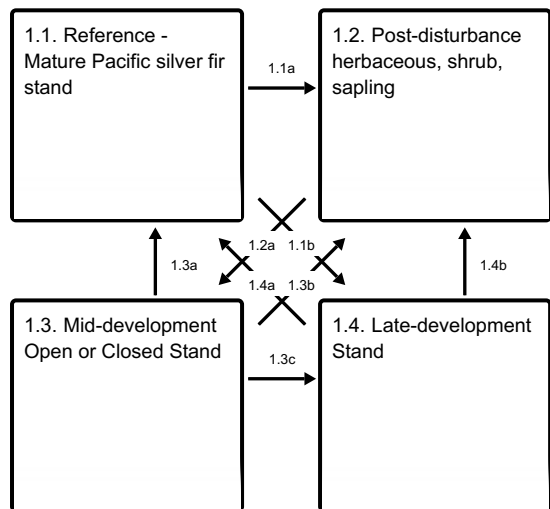 1.1. Reference -
Mature Pacific silver fir
stand
1.1a
1.2. Post-disturbance
herbaceous, shrub,
sapling
1.2a
1.1b
1.3a
1.4a
1.3b
1.4b
1.3. Mid-development
Open or Closed Stand
1.3c
1.4. Late-development
Stand